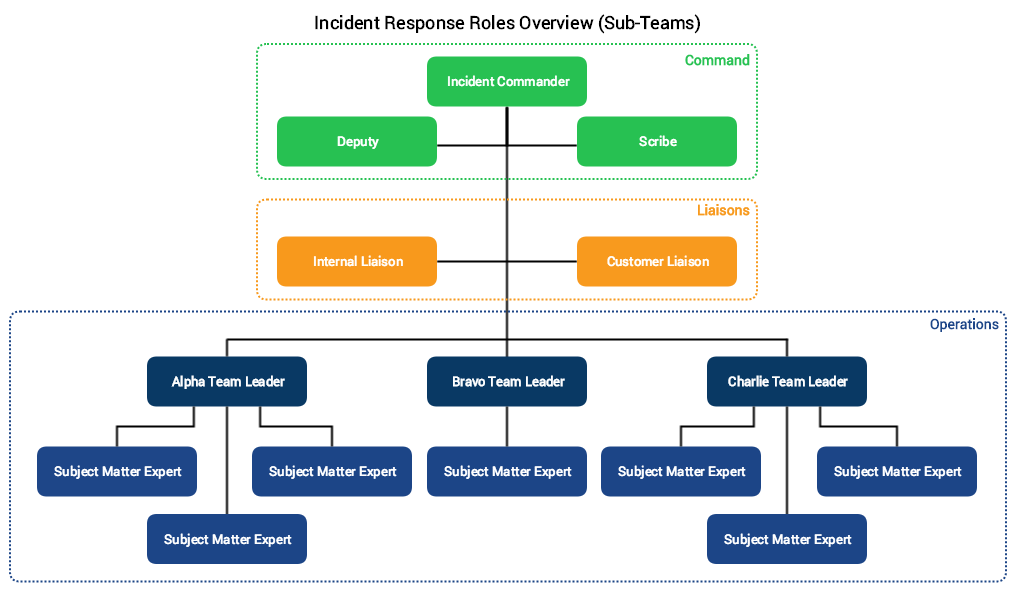 Incident Response Roles Overview (Sub-Teams)
Command
Incident Commander
Deputy
Scribe
Liaisons
Internal Liaison
Customer Liaison
Operations
Alpha Team Leader
Bravo Team Leader
Charlie Team Leader
Subject Matter Expert
Subject Matter Expert
Subject Matter Expert
Subject Matter Expert
Subject Matter Expert
Subject Matter Expert
Subject Matter Expert